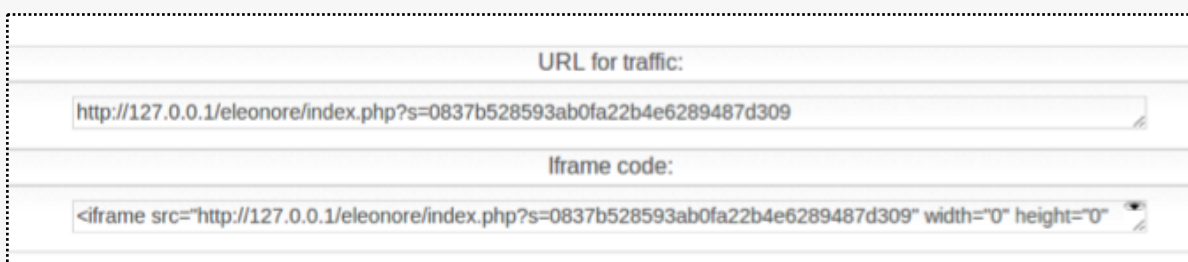 URL for traffic:
http://127.0.0.1/eleonore/index.php?s=0837b528593ab0fa22b4e6289487d309
Iframe code:
<iframe src="http://127.0.0.1/eleonore/index.php?s=0837b528593ab0fa22b4e6289487d309" width="0" height="0"